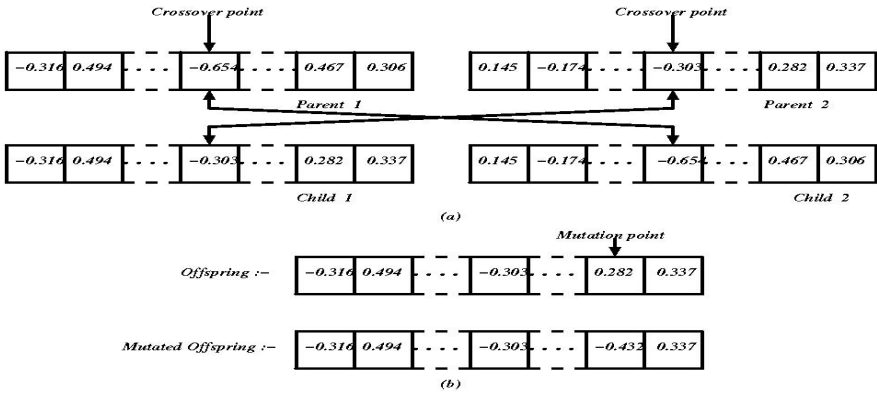 Crossover point Crossover point
−0.316 0.494 . . . . −0.654 . . . . 0.467 0.306 0.145 −0.174 . . . . −0.303 . . . . 0.282 0.337
Parent 1 Parent 2
−0.316 0.494 . . . . −0.303 . . . . 0.282 0.337 0.145 −0.174 . . . . −0.654 . . . . 0.467 0.306
Child 1 Child 2
(a)
Mutation point
Offspring :− −0.316 0.494 . . . . −0.303 . . . . 0.282 0.337
Mutated Offspring :− −0.316 0.494 . . . . −0.303 . . . . −0.432 0.337
(b)